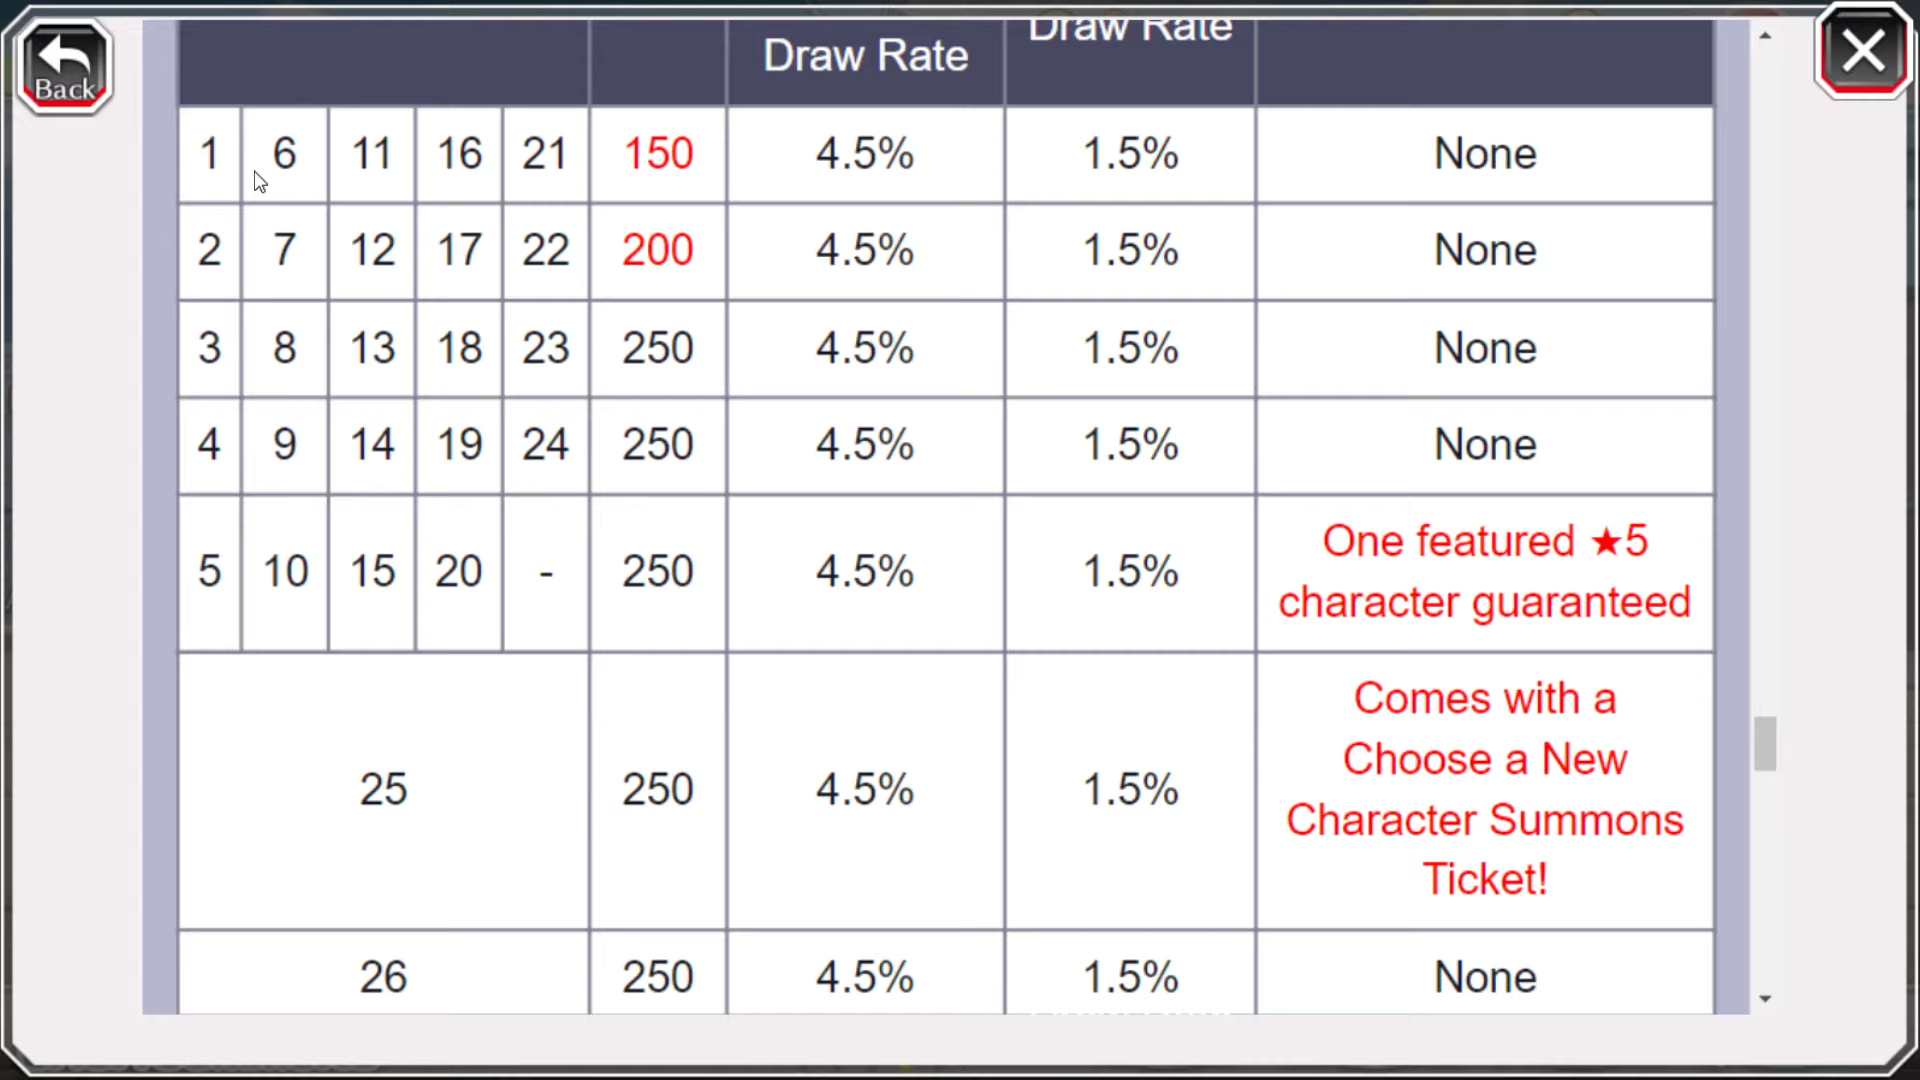 Back
Draw Rate
Draw Rate
1 6 11 16 21 150 4.5% 1.5% None
2 7 12 17 22 200 4.5% 1.5% None
3 8 13 18 23 250 4.5% 1.5% None
4 9 14 19 24 250 4.5% 1.5% None
5 10 15 20 - 250 4.5% 1.5% One featured ★5
character guaranteed
25 250 4.5% 1.5% Comes with a
Choose a New
Character Summons
Ticket!
26 250 4.5% 1.5% None